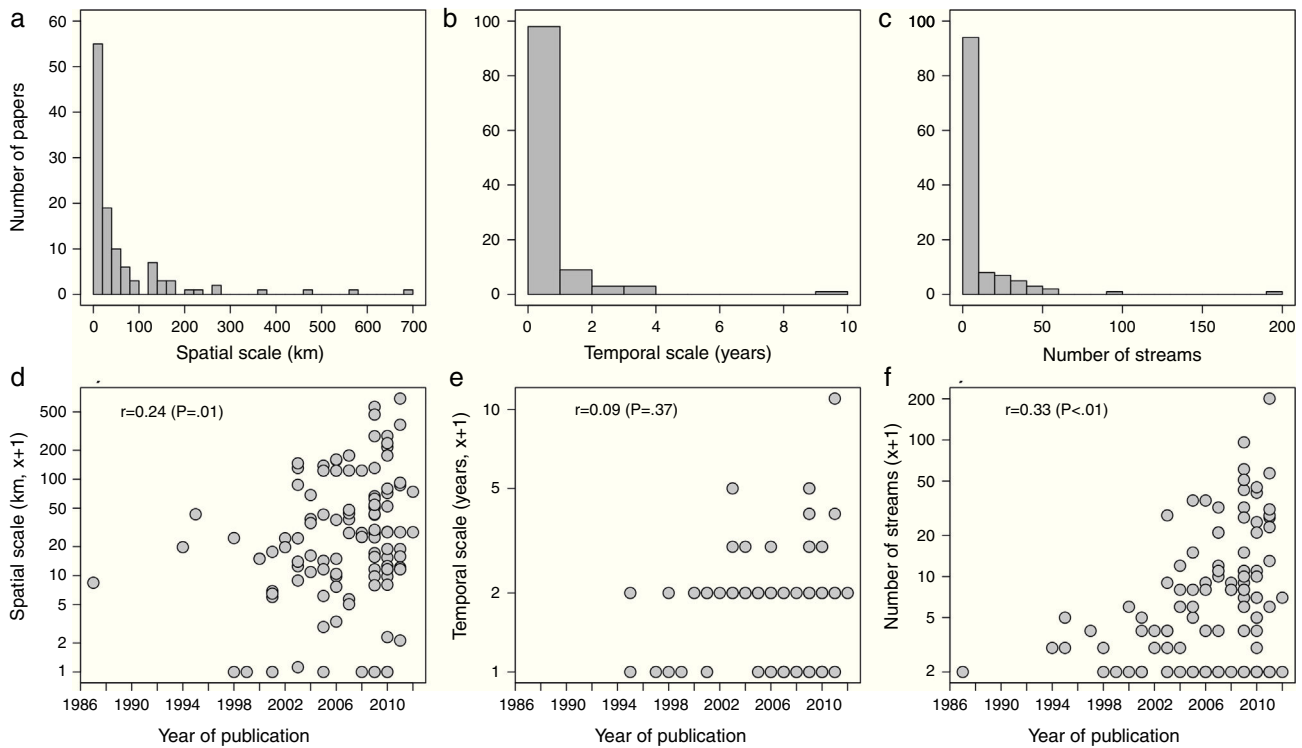 a
60
50
40
30
20
10
0
Number of papers
0 100 200 300 400 500 600 700
Spatial scale (km)
b
100
80
60
40
20
0
0 2 4 6 8 10
Temporal scale (years)
c
100
80
60
40
20
0
0 50 100 150 200
Number of streams
d
r=0.24 (P=.01)
500
200
100
50
20
10
5
2
1
Spatial scale (km, x+1)
1986 1990 1994 1998 2002 2006 2010
Year of publication
e
r=0.09 (P=.37)
10
5
2
1
Temporal scale (years, x+1)
1986 1990 1994 1998 2002 2006 2010
Year of publication
f
r=0.33 (P<.01)
200
100
50
20
10
5
2
Number of streams (x+1)
1986 1990 1994 1998 2002 2006 2010
Year of publication